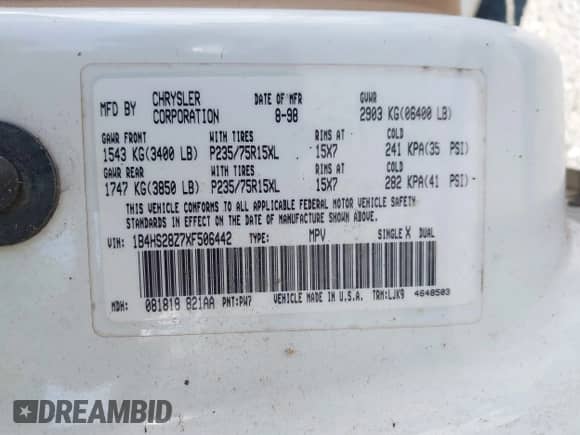 MFD BY CHRYSLER CORPORATION DATE OF MFR 8-98 GVWR 2903 KG(06400 LB)
GAWR FRONT WITH TIRES RIMS AT COLD
1543 KG(3400 LB) P235/75R15XL 15X7 241 KPA(35 PSI)
GAWR REAR WITH TIRES RIMS AT COLD
1747 KG(3850 LB) P235/75R15XL 15X7 282 KPA(41 PSI)
THIS VEHICLE CONFORMS TO ALL APPLICABLE FEDERAL MOTOR VEHICLE SAFETY
STANDARDS IN EFFECT ON THE DATE OF MANUFACTURE SHOWN ABOVE.
VIN: 1B4HS28Z7XF506442 TYPE: MPV SINGLE X DUAL
MDH: 081819 821AA PNT:PW7 VEHICLE MADE IN U.S.A. TRM:LJK9 4648503
DREAMBID